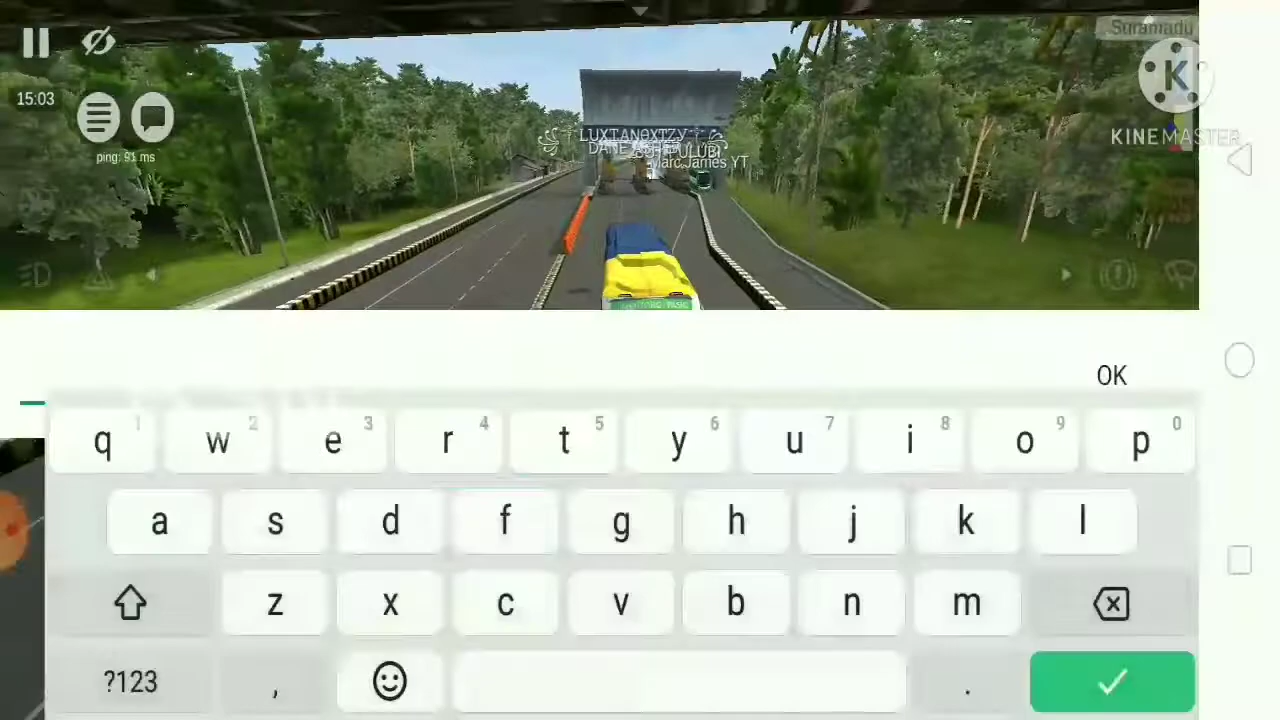 Suramadu
15:03
K
KINEMASTER
ping: 91 ms
LUXTANGXTZY
Marc.James YT
OK
q 1 w 2 e 3 r 4 t 5 y 6 u 7 i 8 o 9 p 0
a s d f g h j k l
z x c v b n m
?123 , .